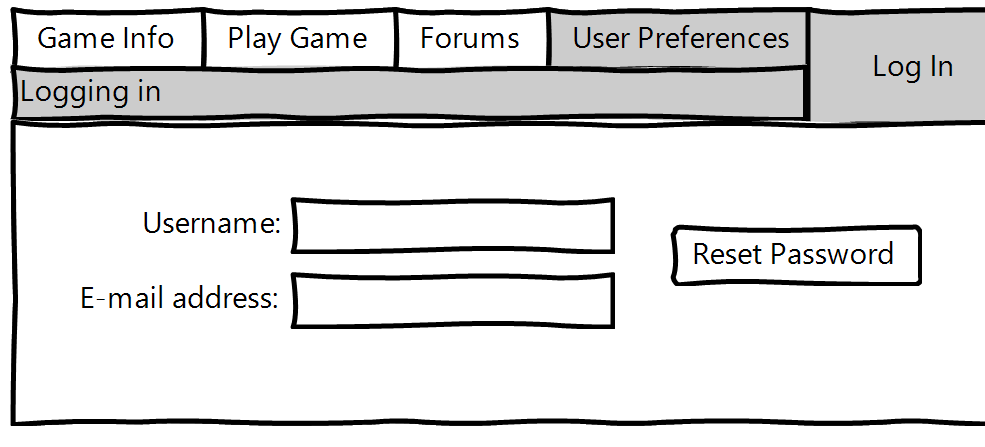 Game Info Play Game Forums User Preferences Log In
Logging in
Username:
Reset Password
E-mail address: